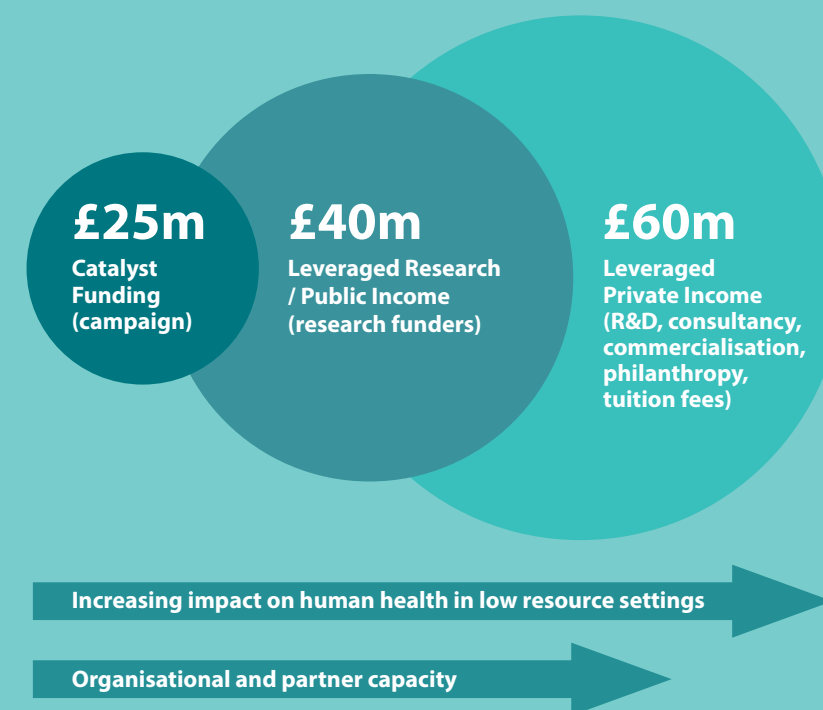 £25m
Catalyst
Funding
(campaign)
£40m
Leveraged Research
/ Public Income
(research funders)
£60m
Leveraged
Private Income
(R&D, consultancy,
commercialisation,
philanthropy,
tuition fees)
Increasing impact on human health in low resource settings
Organisational and partner capacity